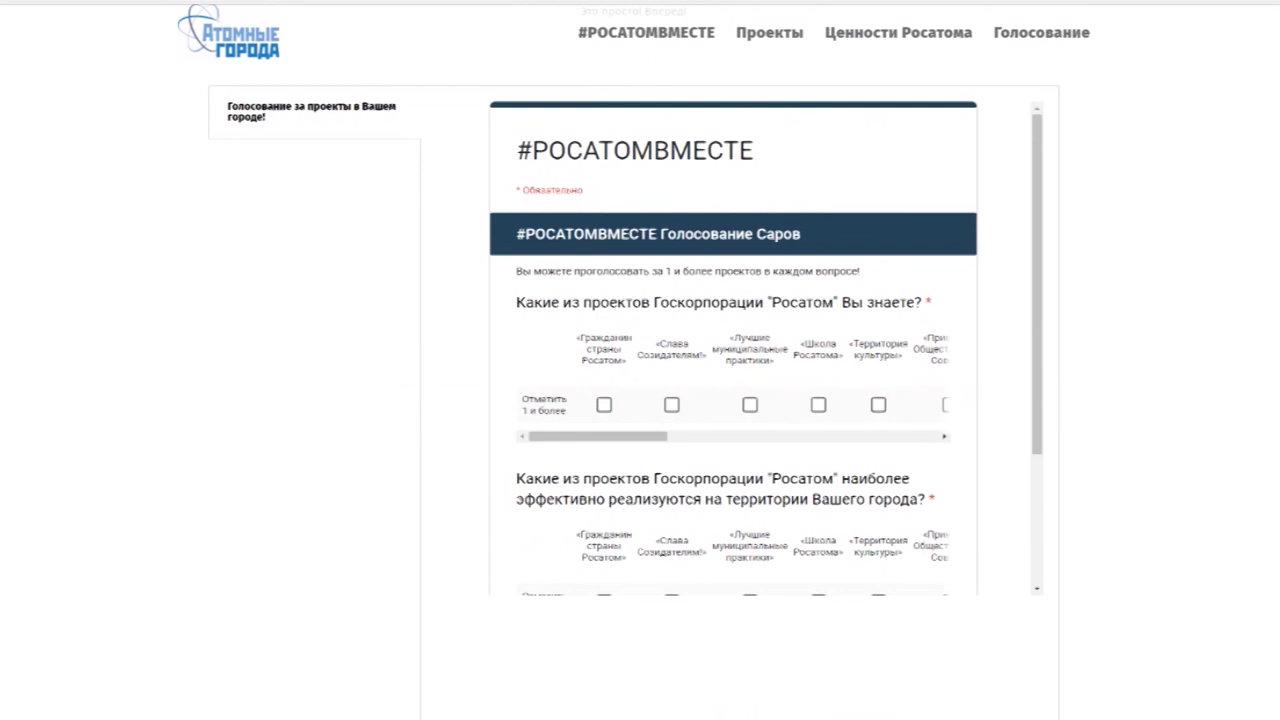 Это просто! Вперед!
АТОМНЫЕ
ГОРОДА
#РОСАТОМВМЕСТЕ Проекты Ценности Росатома Голосование
Голосование за проекты в Вашем
городе!
#РОСАТОМВМЕСТЕ
* Обязательно
#РОСАТОМВМЕСТЕ Голосование Саров
Вы можете проголосовать за 1 и более проектов в каждом вопросе!
Какие из проектов Госкорпорации "Росатом" Вы знаете? *
«Гражданин страны Росатом» «Слава Созидателям!» «Лучшие муниципальные практики» «Школа Росатома» «Территория культуры»
Отметить
1 и более
Какие из проектов Госкорпорации "Росатом" наиболее
эффективно реализуются на территории Вашего города? *
«Гражданин страны Росатом» «Слава Созидателям!» «Лучшие муниципальные практики» «Школа Росатома» «Территория культуры»